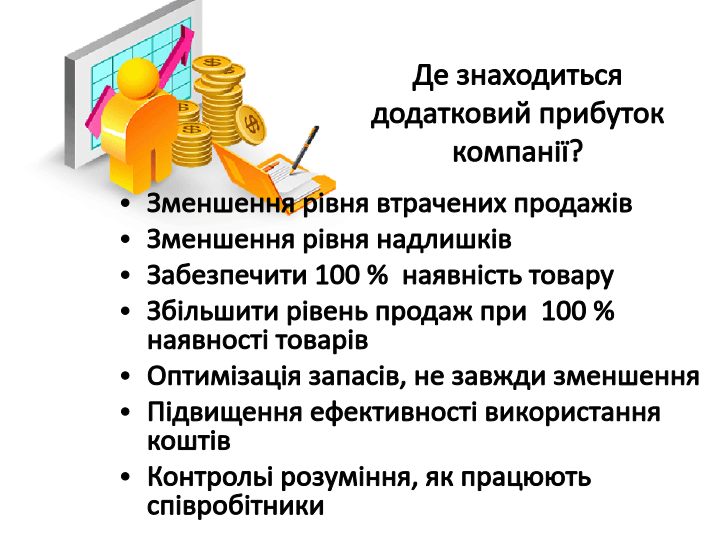 Де знаходиться
додатковий прибуток
компанії?
• Зменшення рівня втрачених продажів
• Зменшення рівня надлишків
• Забезпечити 100 %  наявність товару
• Збільшити рівень продаж при  100 %
наявності товарів
• Оптимізація запасів, не завжди зменшення
• Підвищення ефективності використання
коштів
• Контрольі розуміння, як працюють
співробітники